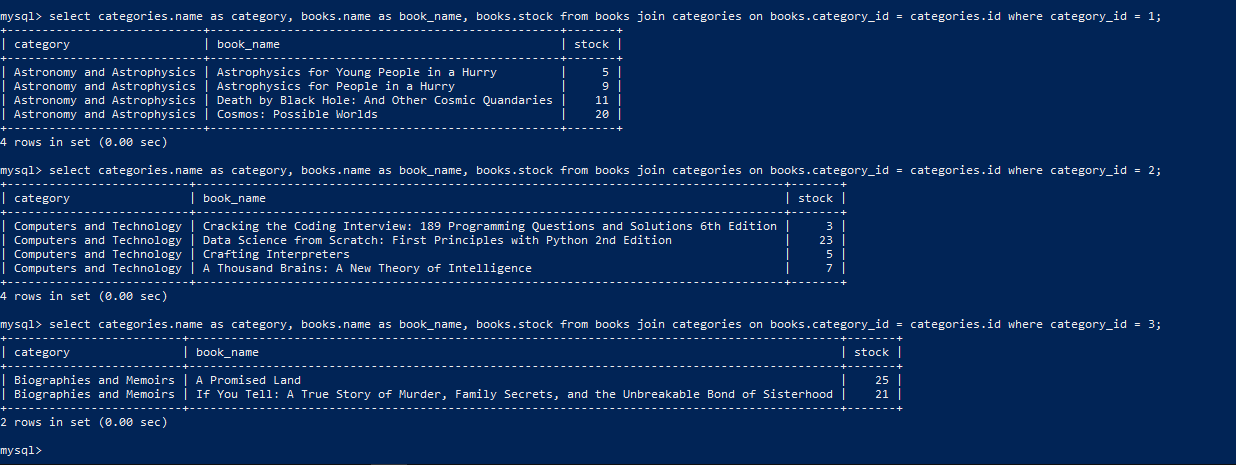 mysql> select categories.name as category, books.name as book_name, books.stock from books join categories on books.category_id = categories.id where category_id = 1;
+---------------------------+--------------------------------------------------+-------+
| category                  | book_name                                        | stock |
+---------------------------+--------------------------------------------------+-------+
| Astronomy and Astrophysics | Astrophysics for Young People in a Hurry         |     5 |
| Astronomy and Astrophysics | Astrophysics for People in a Hurry               |     9 |
| Astronomy and Astrophysics | Death by Black Hole: And Other Cosmic Quandaries |    11 |
| Astronomy and Astrophysics | Cosmos: Possible Worlds                          |    20 |
+---------------------------+--------------------------------------------------+-------+
4 rows in set (0.00 sec)
mysql> select categories.name as category, books.name as book_name, books.stock from books join categories on books.category_id = categories.id where category_id = 2;
+--------------------------+----------------------------------------------------------------------------------+-------+
| category                 | book_name                                                                        | stock |
+--------------------------+----------------------------------------------------------------------------------+-------+
| Computers and Technology | Cracking the Coding Interview: 189 Programming Questions and Solutions 6th Edition |     3 |
| Computers and Technology | Data Science from Scratch: First Principles with Python 2nd Edition              |    23 |
| Computers and Technology | Crafting Interpreters                                                            |     5 |
| Computers and Technology | A Thousand Brains: A New Theory of Intelligence                                  |     7 |
+--------------------------+----------------------------------------------------------------------------------+-------+
4 rows in set (0.00 sec)
mysql> select categories.name as category, books.name as book_name, books.stock from books join categories on books.category_id = categories.id where category_id = 3;
+-------------------------+-------------------------------------------------------------------------------------------+-------+
| category                | book_name                                                                                 | stock |
+-------------------------+-------------------------------------------------------------------------------------------+-------+
| Biographies and Memoirs | A Promised Land                                                                           |    25 |
| Biographies and Memoirs | If You Tell: A True Story of Murder, Family Secrets, and the Unbreakable Bond of Sisterhood |    21 |
+-------------------------+-------------------------------------------------------------------------------------------+-------+
2 rows in set (0.00 sec)
mysql>